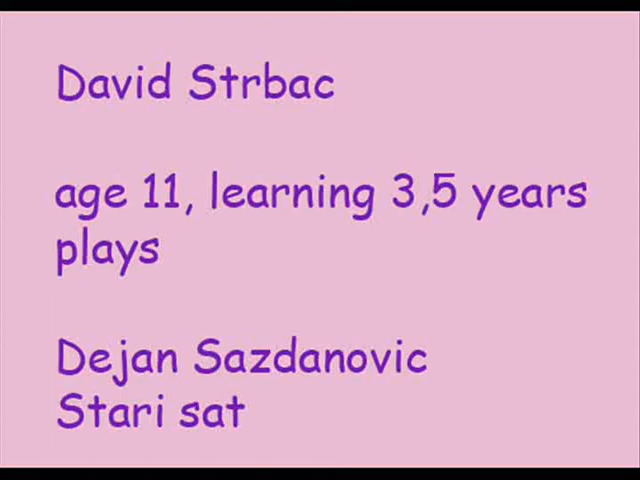 David Strbac
age 11, learning 3,5 years
plays
Dejan Sazdanovic
Stari sat